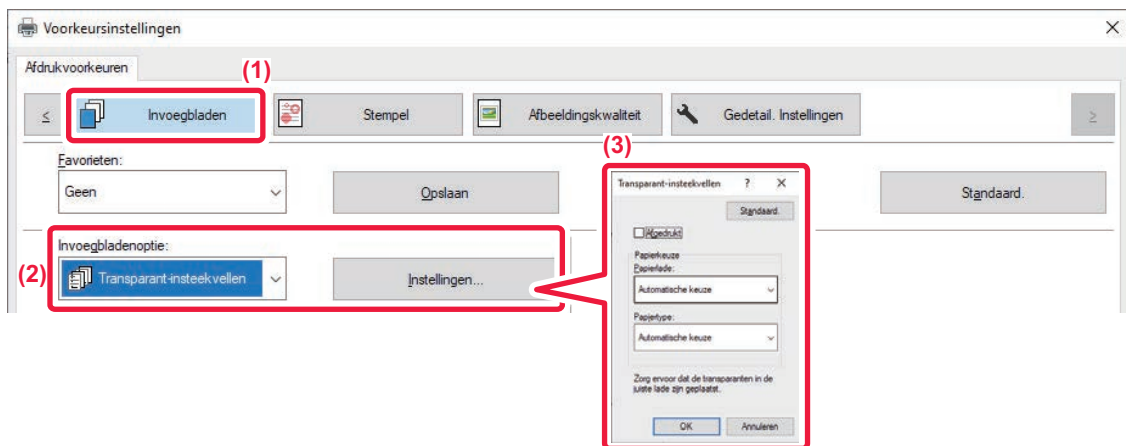 Voorkeursinstellingen
Afdrukvoorkeuren
(1)
≤ Invoegbladen Stempel Afbeeldingskwaliteit Gedetail. Instellingen ≥
(3)
Favorieten:
Geen Opslaan Standaard.
Transparant-insteekvellen ? X
Standaard.
Afgedrukt
Papierkeuze
Papierlade:
Automatische keuze
Papiertype:
Automatische keuze
Zorg ervoor dat de transparanten in de
juiste lade zijn geplaatst.
OK Annuleren
Invoegbladenoptie:
(2) Transparant-insteekvellen Instellingen...